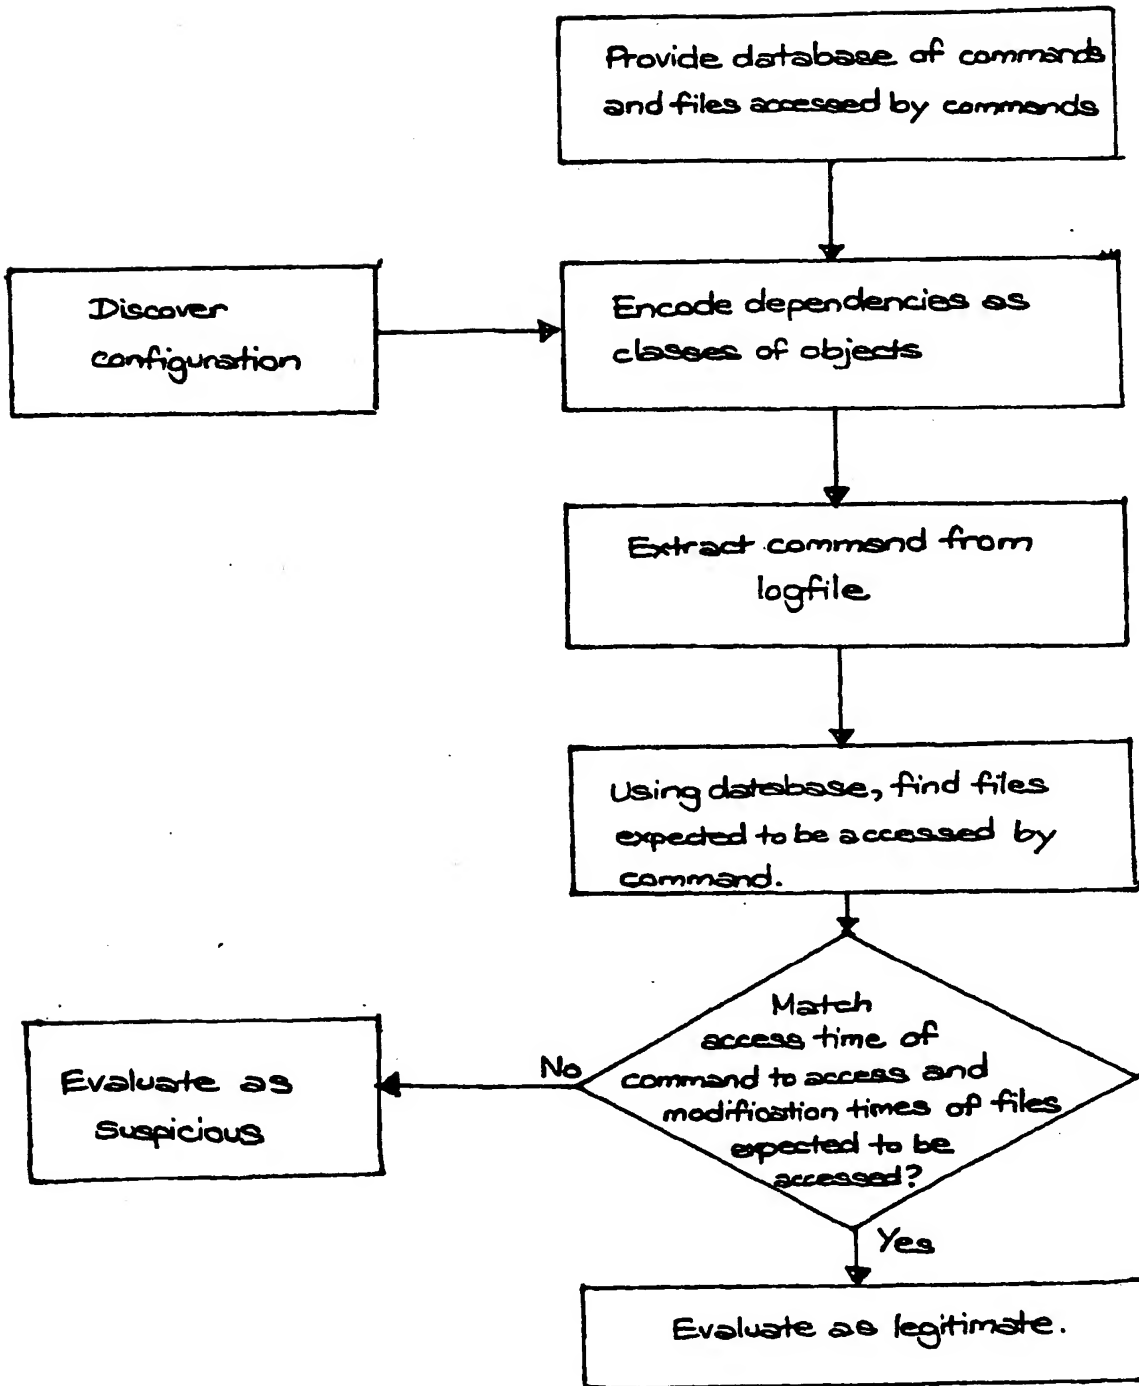 Provide database of commands
and files accessed by commands
Discover
configuration
Encode dependencies as
classes of objects
Extract command from
logfile
Using database, find files
expected to be accessed by
command.
Match
access time of
command to access and
modification times of files
expected to be
accessed?
No
Evaluate as
suspicious
Yes
Evaluate as legitimate.